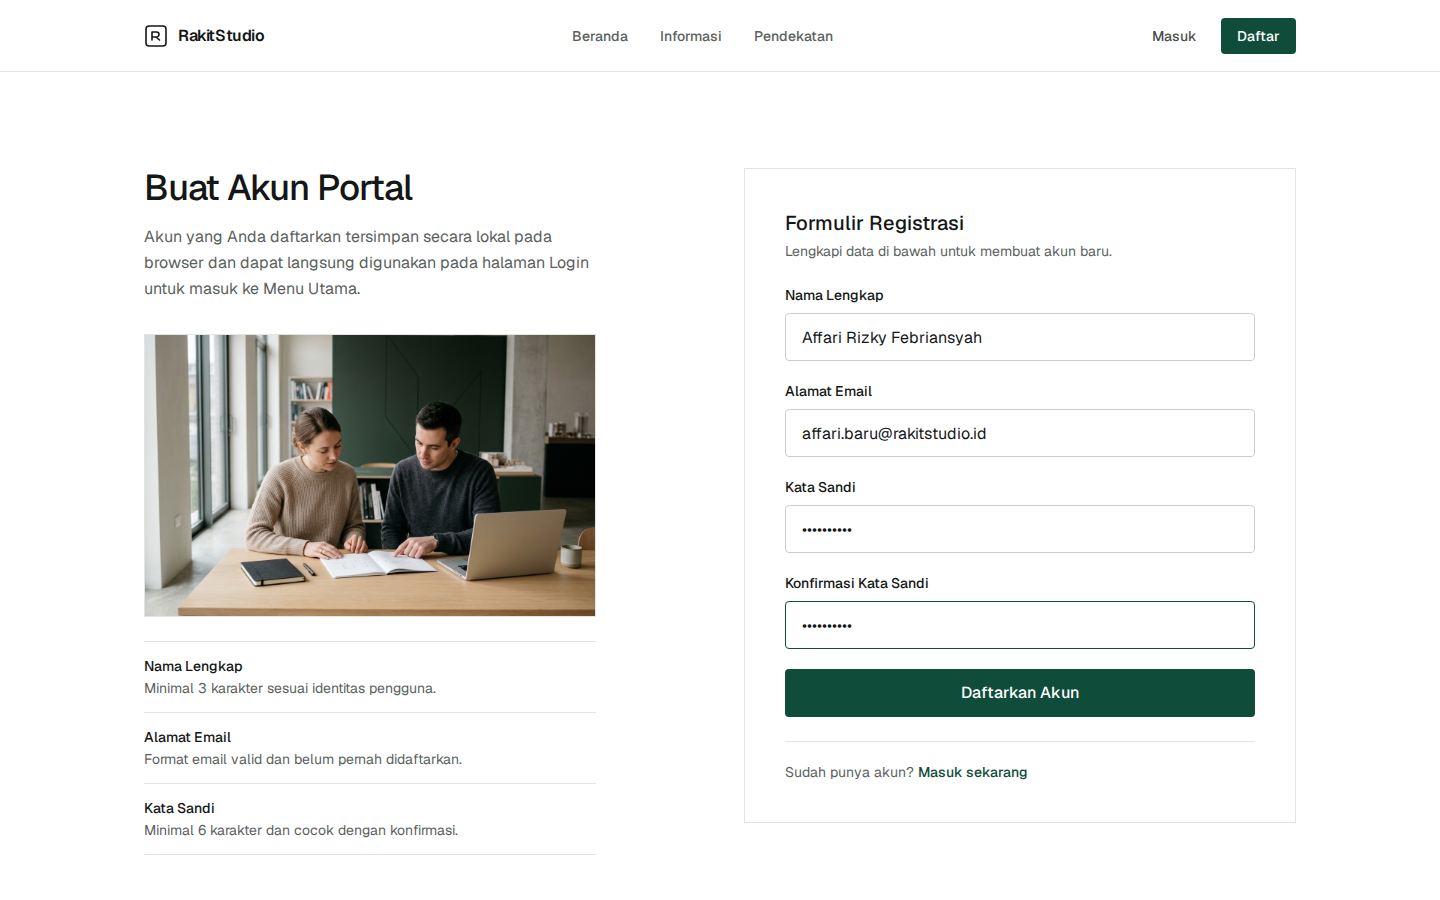 RakitStudio
Beranda
Informasi
Pendekatan
Masuk
Daftar
Buat Akun Portal
Akun yang Anda daftarkan tersimpan secara lokal pada
browser dan dapat langsung digunakan pada halaman Login
untuk masuk ke Menu Utama.
Nama Lengkap
Minimal 3 karakter sesuai identitas pengguna.
Alamat Email
Format email valid dan belum pernah didaftarkan.
Kata Sandi
Minimal 6 karakter dan cocok dengan konfirmasi.
Formulir Registrasi
Lengkapi data di bawah untuk membuat akun baru.
Nama Lengkap
Affari Rizky Febriansyah
Alamat Email
affari.baru@rakitstudio.id
Kata Sandi
••••••••••
Konfirmasi Kata Sandi
••••••••••
Daftarkan Akun
Sudah punya akun? Masuk sekarang